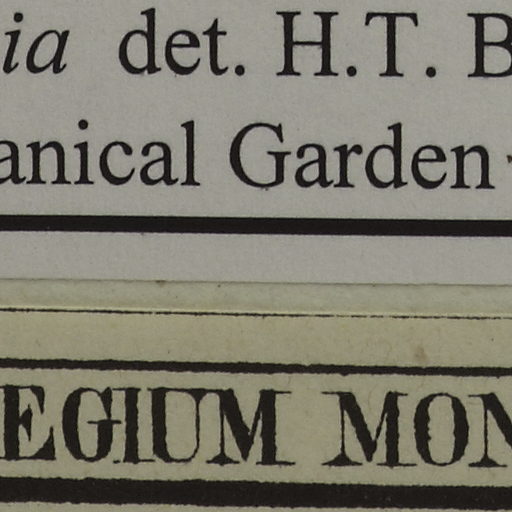 ia det. H.T. B
anical Garden
EGIUM MON